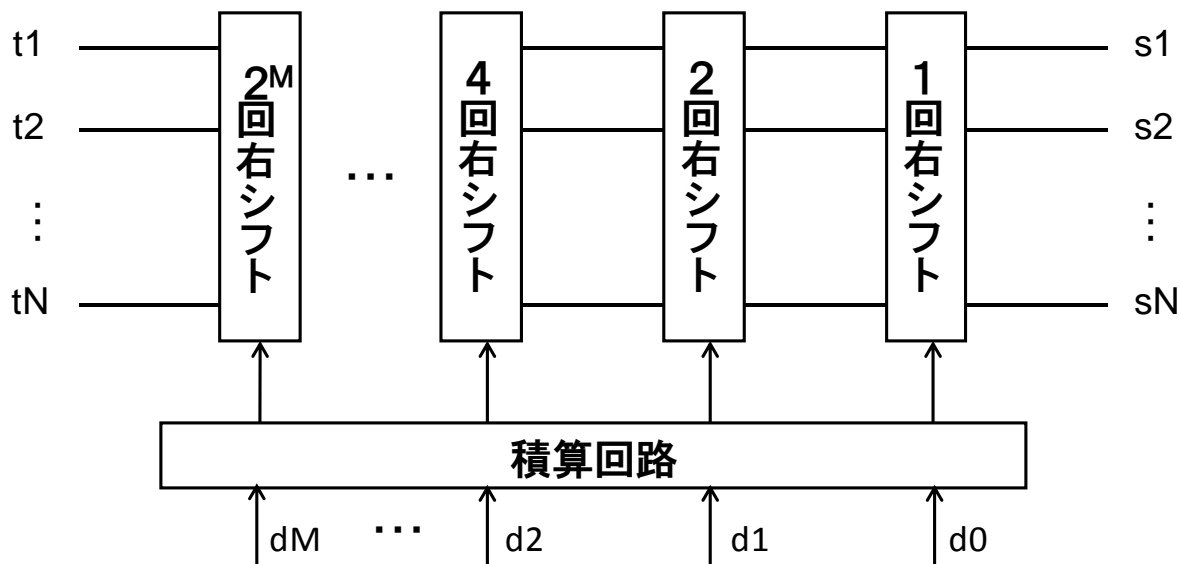 t1
t2
⋮
tN
2ᴹ回右シフト
…
4回右シフト
2回右シフト
1回右シフト
s1
s2
⋮
sN
積算回路
dM
…
d2
d1
d0